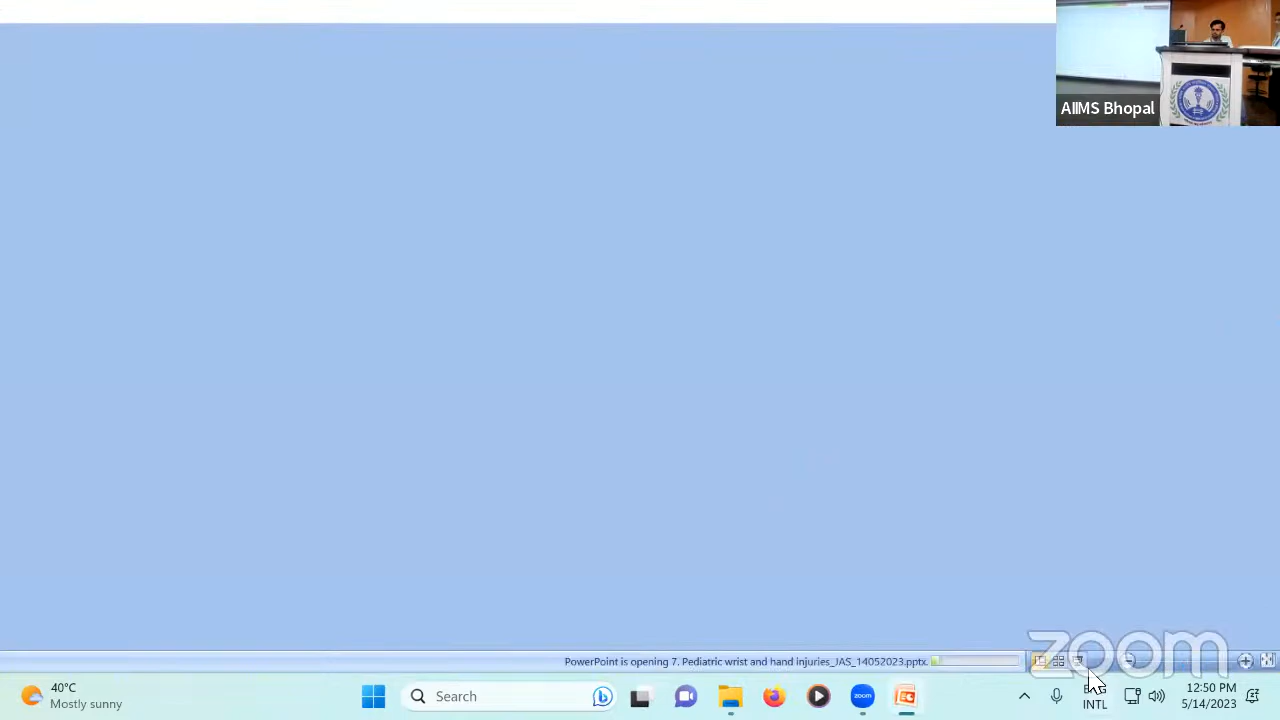 AIIMS Bhopal
PowerPoint is opening 7. Pediatric wrist and hand injuries_JAS_14052023.pptx.
zoom
40°C
Mostly sunny
Search
zoom
INTL
12:50 PM
5/14/2023